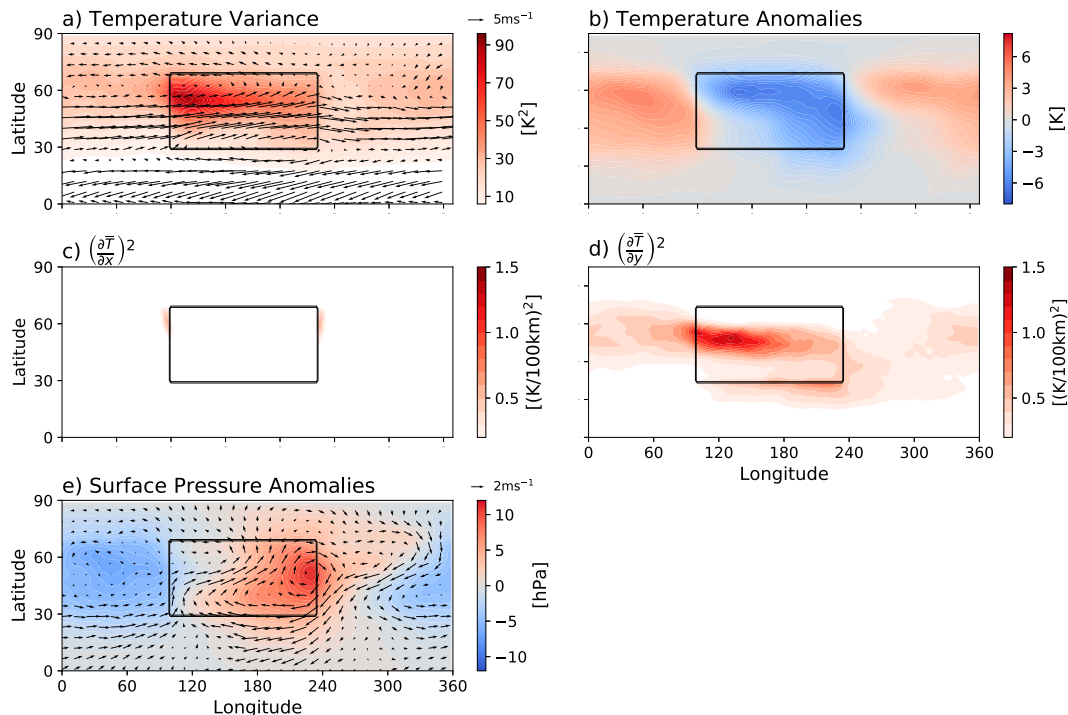 a) Temperature Variance
5ms⁻¹
90
60
30
0
Latitude
90
70
50
30
10
[K²]
b) Temperature Anomalies
6
3
0
−3
−6
[K]
c) (∂T̅/∂x)²
90
60
30
0
Latitude
1.5
1.0
0.5
[(K/100km)²]
d) (∂T̅/∂y)²
0
60
120
180
240
300
360
Longitude
1.5
1.0
0.5
[(K/100km)²]
e) Surface Pressure Anomalies
2ms⁻¹
90
60
30
0
Latitude
0
60
120
180
240
300
360
Longitude
10
5
0
−5
−10
[hPa]